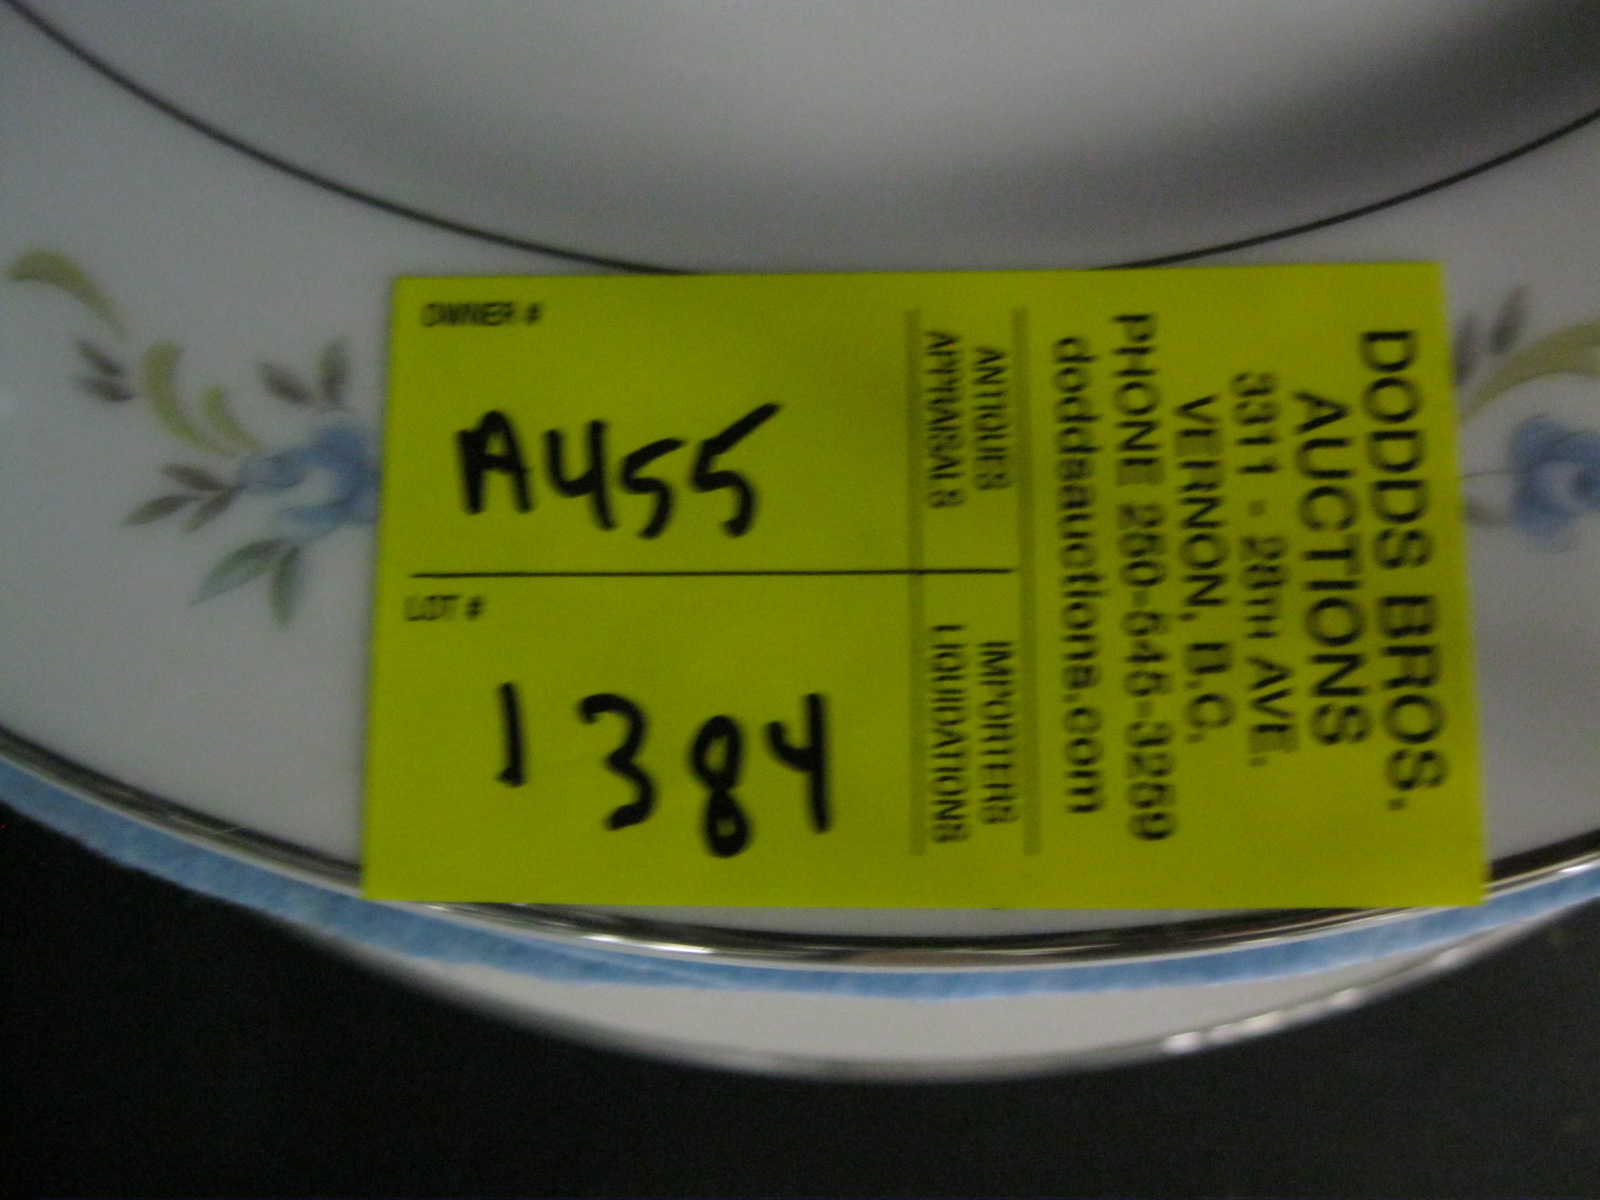 OWNER #
A455
LOT #
1384
DODDS BROS.
AUCTIONS
3311 - 28TH AVE.
VERNON, B.C.
PHONE 250-545-3259
doddsauctions.com
ANTIQUES
APPRAISALS
IMPORTERS
LIQUIDATIONS